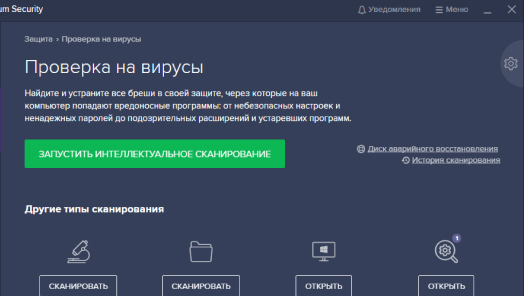 um Security
Уведомления
Меню
Защита › Проверка на вирусы
Проверка на вирусы
Найдите и устраните все бреши в своей защите, через которые на ваш
компьютер попадают вредоносные программы: от небезопасных настроек и
ненадежных паролей до подозрительных расширений и устаревших программ.
ЗАПУСТИТЬ ИНТЕЛЛЕКТУАЛЬНОЕ СКАНИРОВАНИЕ
Диск аварийного восстановления
История сканирования
Другие типы сканирования
1
СКАНИРОВАТЬ
СКАНИРОВАТЬ
ОТКРЫТЬ
ОТКРЫТЬ